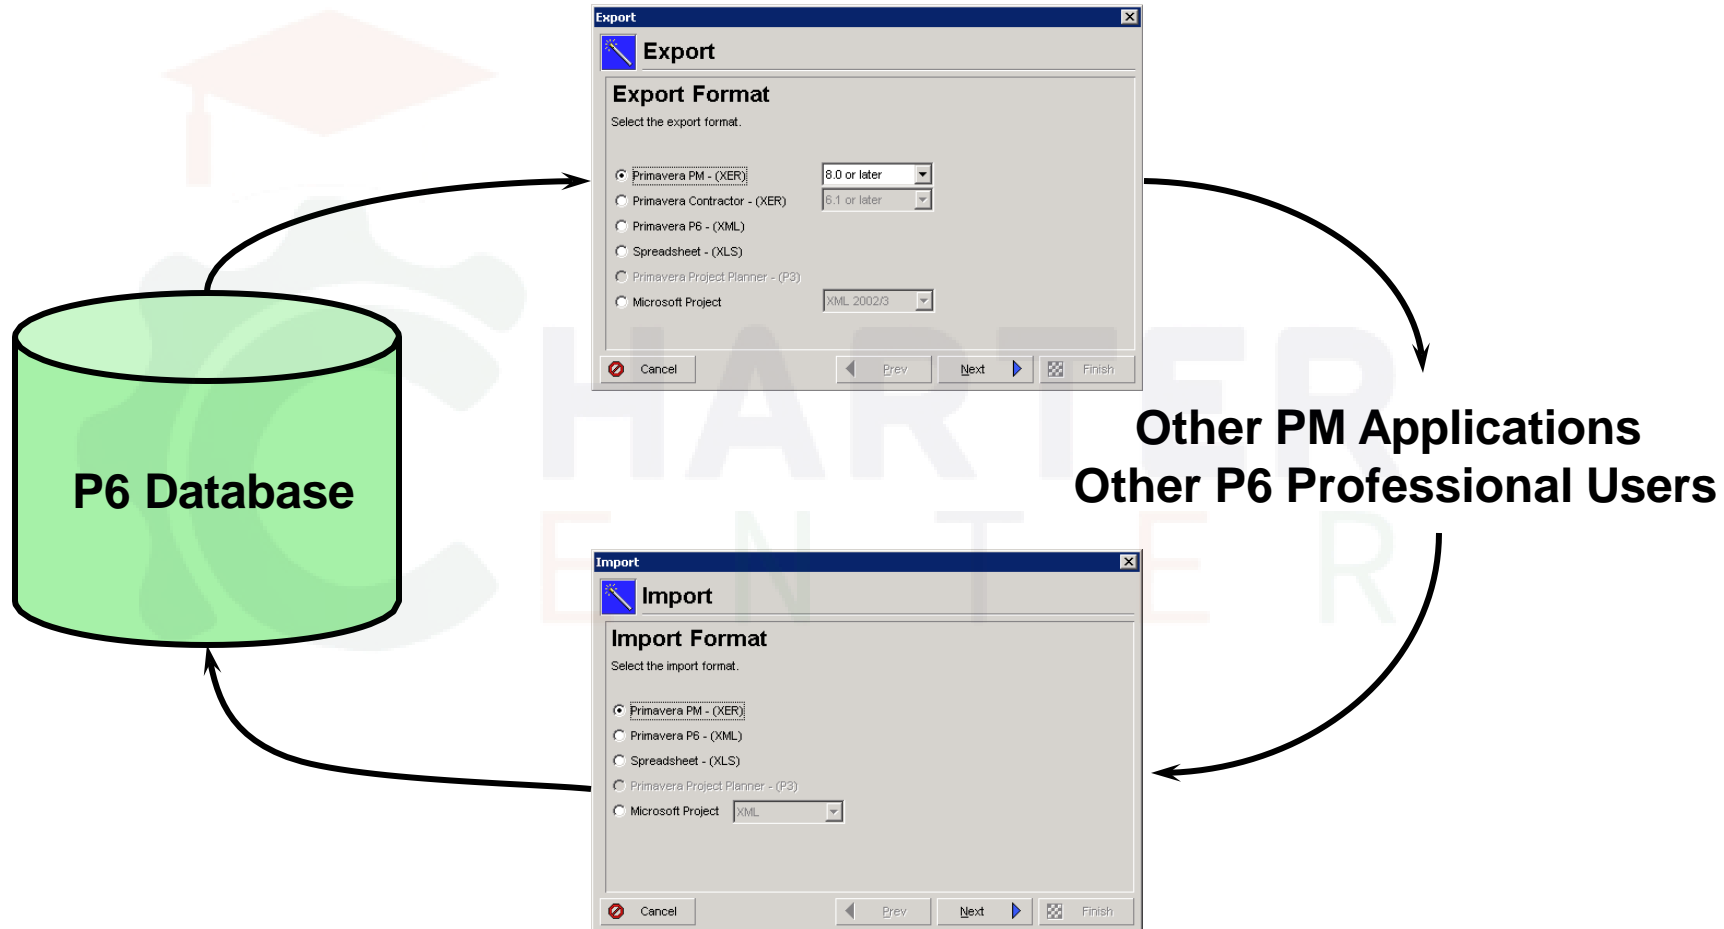 Export
Export
Export Format
Select the export format.
Primavera PM - (XER) 8.0 or later
Primavera Contractor - (XER) 6.1 or later
Primavera P6 - (XML)
Spreadsheet - (XLS)
Primavera Project Planner - (P3)
Microsoft Project XML 2002/3
Cancel Prev Next Finish
P6 Database
Other PM Applications
Other P6 Professional Users
CHARTER
CENTER
Import
Import
Import Format
Select the import format.
Primavera PM - (XER)
Primavera P6 - (XML)
Spreadsheet - (XLS)
Primavera Project Planner - (P3)
Microsoft Project XML
Cancel Prev Next Finish